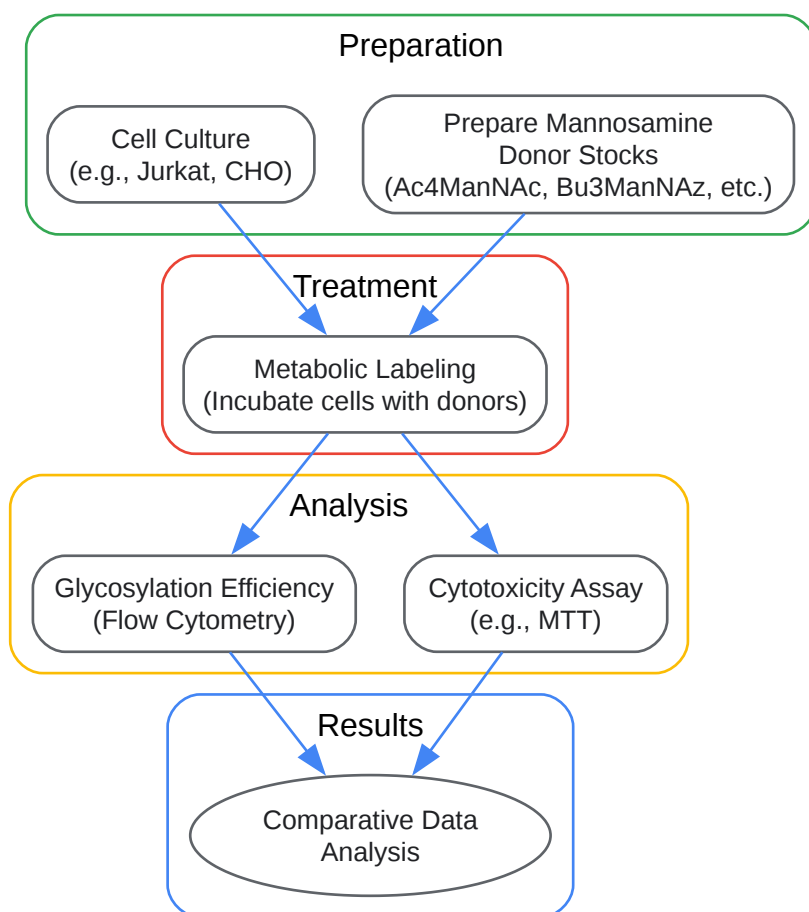 Preparation
Cell Culture
(e.g., Jurkat, CHO)
Prepare Mannosamine
Donor Stocks
(Ac4ManNAc, Bu3ManNAz, etc.)
Treatment
Metabolic Labeling
(Incubate cells with donors)
Analysis
Glycosylation Efficiency
(Flow Cytometry)
Cytotoxicity Assay
(e.g., MTT)
Results
Comparative Data
Analysis